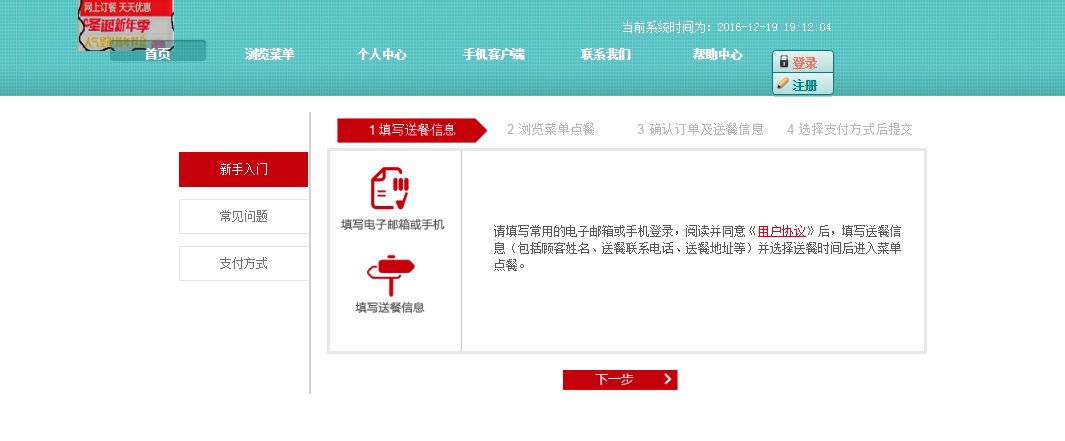 网上订餐 天天优惠
圣诞新年季
当前系统时间为：2016-12-19 19:12:04
首页
浏览菜单
个人中心
手机客户端
联系我们
帮助中心
登录
注册
1 填写送餐信息
2 浏览菜单点餐
3 确认订单及送餐信息
4 选择支付方式后提交
新手入门
常见问题
支付方式
填写电子邮箱或手机
填写送餐信息
请填写常用的电子邮箱或手机登录，阅读并同意《用户协议》后，填写送餐信
息（包括顾客姓名、送餐联系电话、送餐地址等）并选择送餐时间后进入菜单
点餐。
下一步